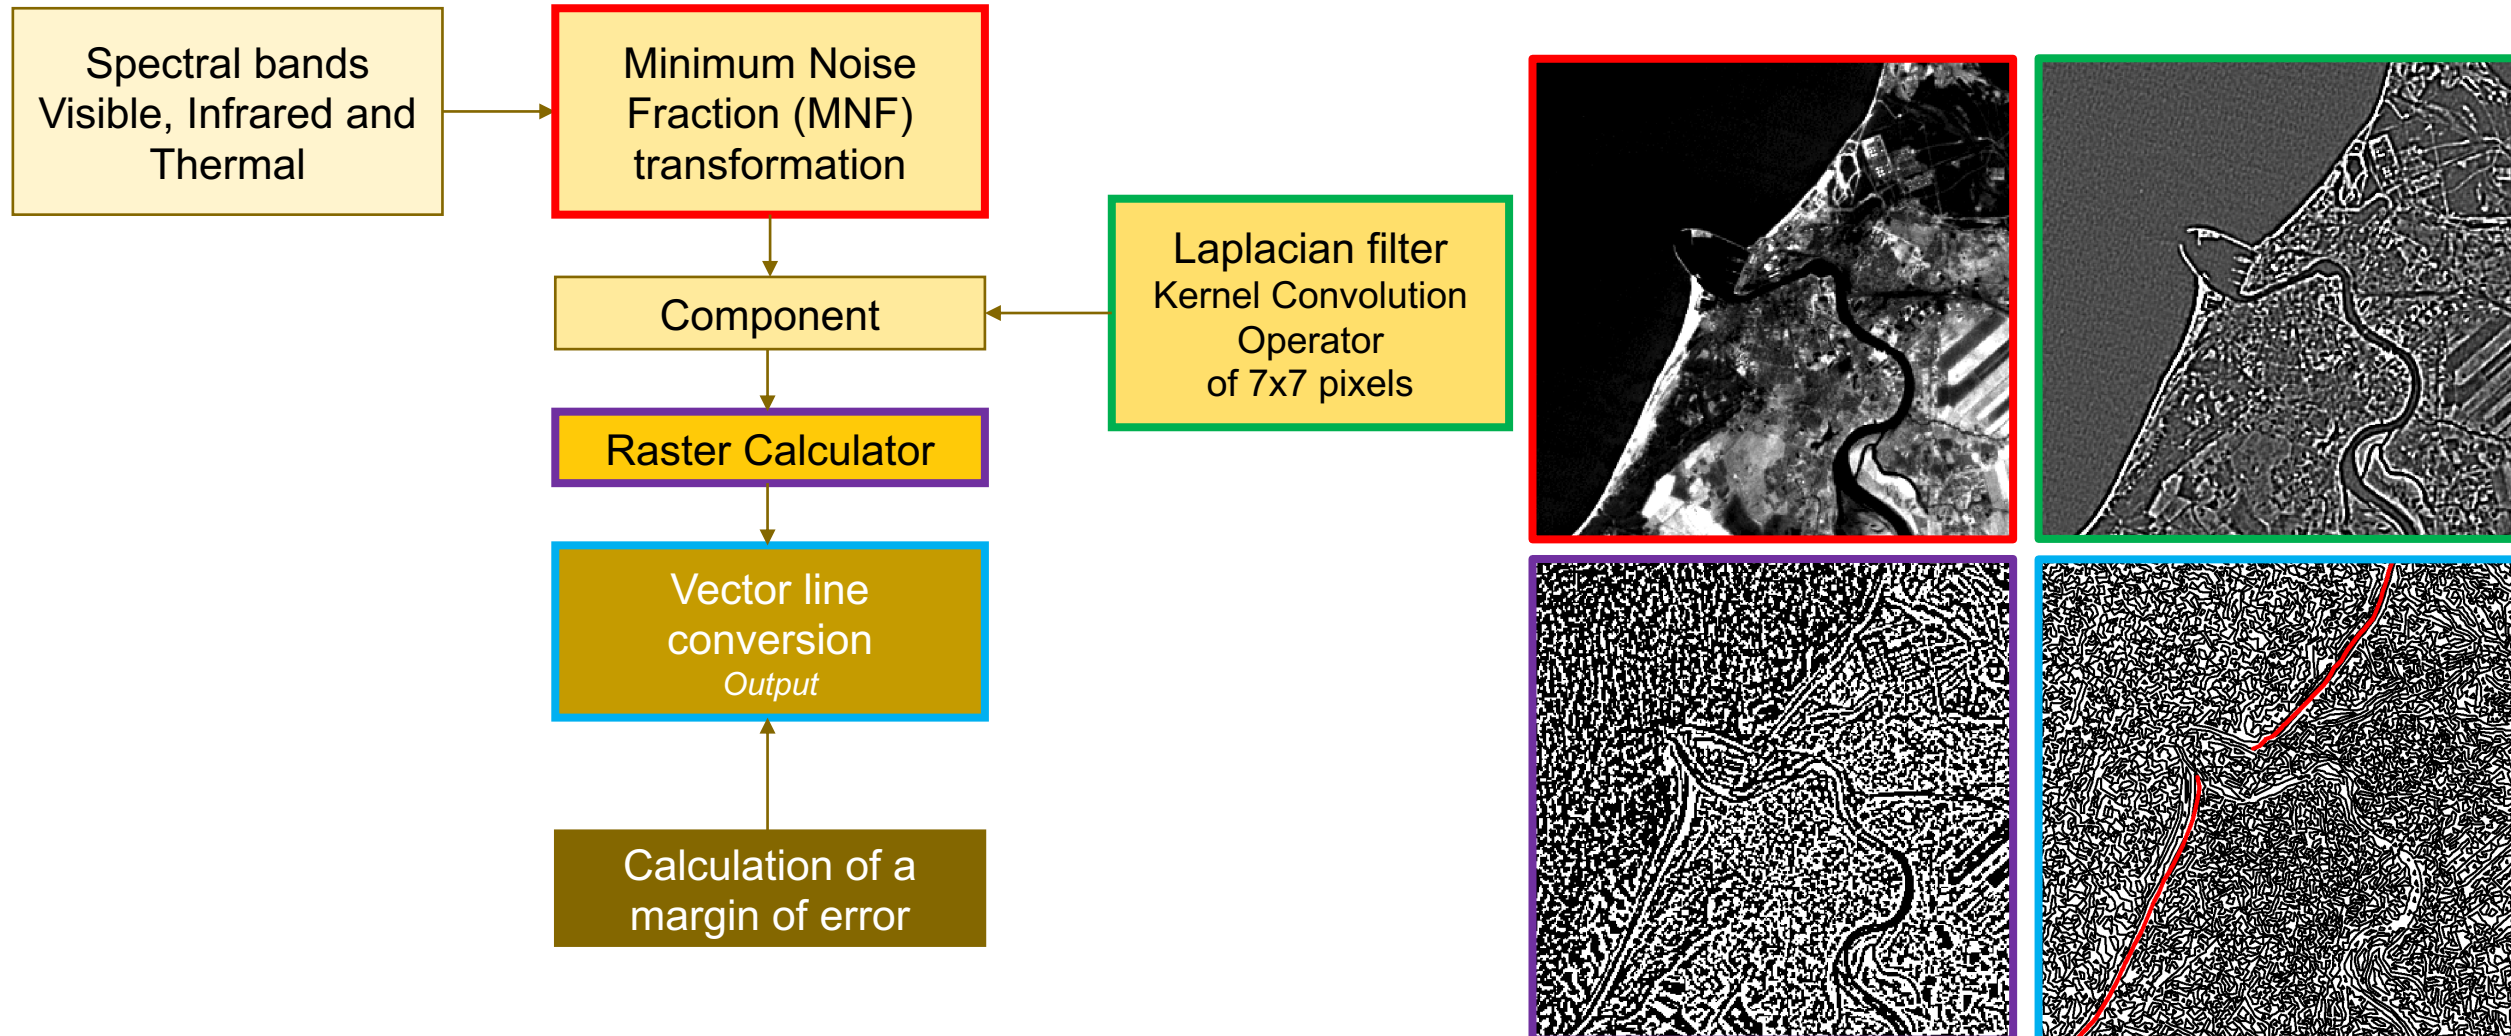 Spectral bands
Visible, Infrared and
Thermal
Minimum Noise
Fraction (MNF)
transformation
Component
Laplacian filter
Kernel Convolution
Operator
of 7x7 pixels
Raster Calculator
Vector line
conversion
Output
Calculation of a
margin of error